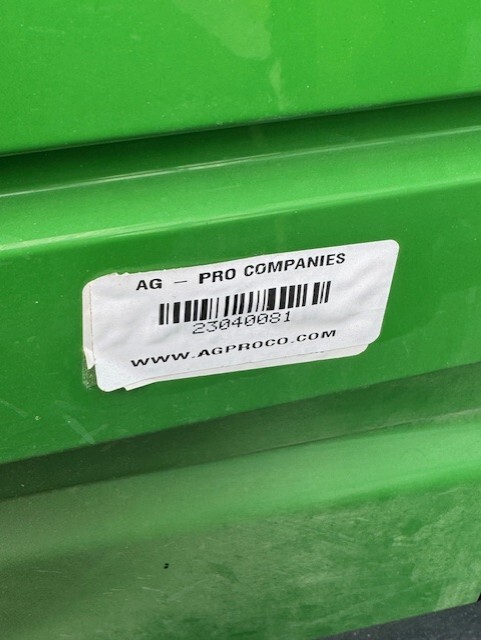 AG – PRO COMPANIES
23040081
WWW.AGPROCO.COM